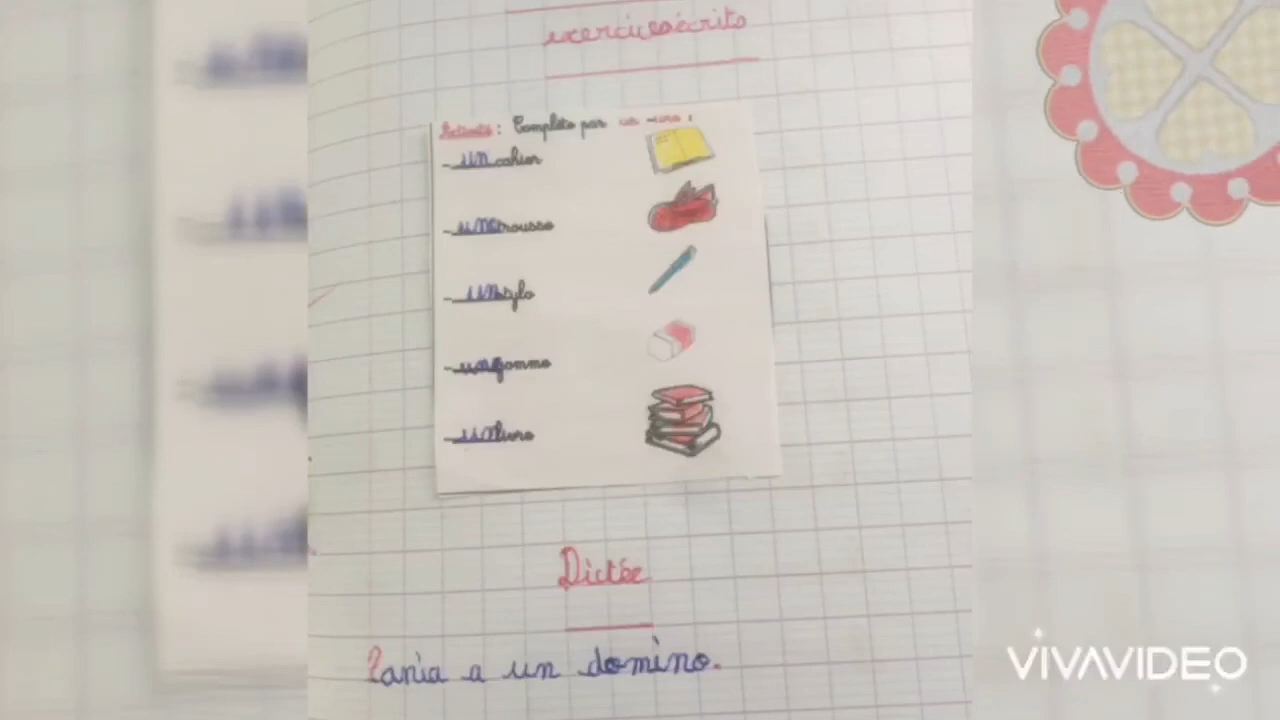 exercices écrits
Activité : Complète par un - une :
- un cahier
- une trousse
- un stylo
- une gomme
- un livre
Dictée
Rania a un domino.
VIVAVIDEO